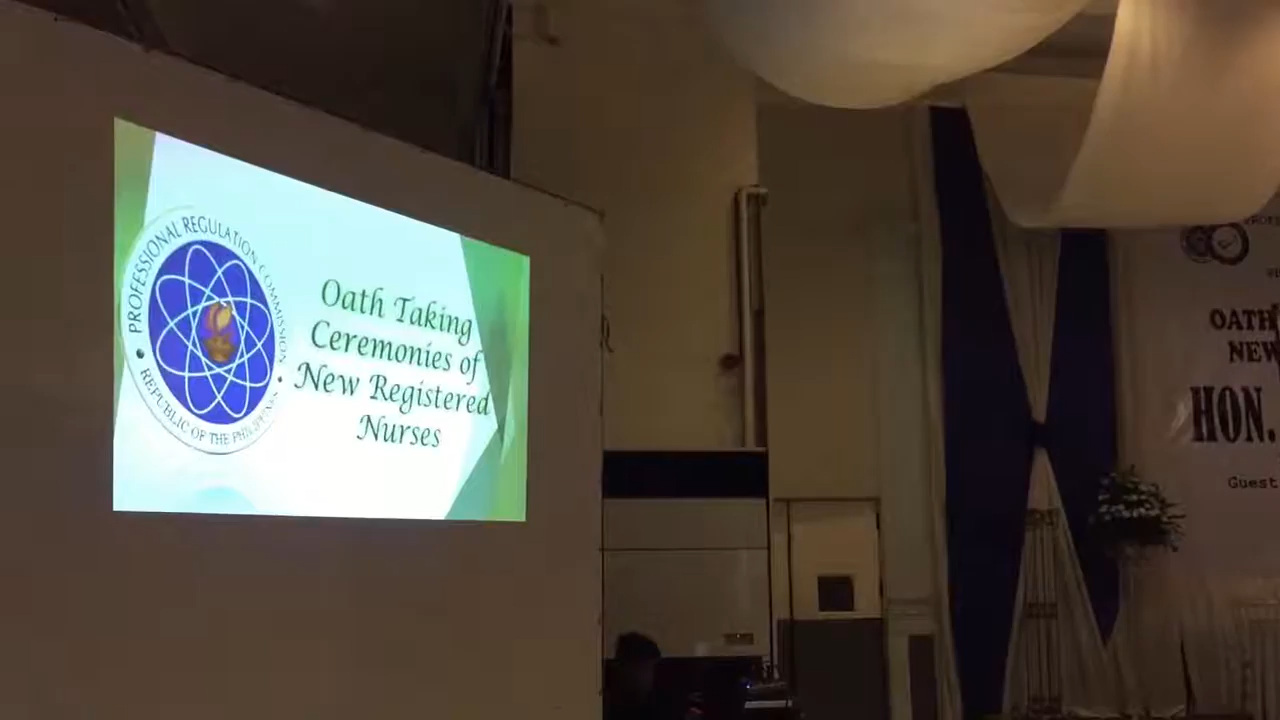 PROFESSIONAL REGULATION COMMISSION
REPUBLIC OF THE PHILIPPINES
Oath Taking
Ceremonies of
New Registered
Nurses
OATH
NEW
HON.
Guest